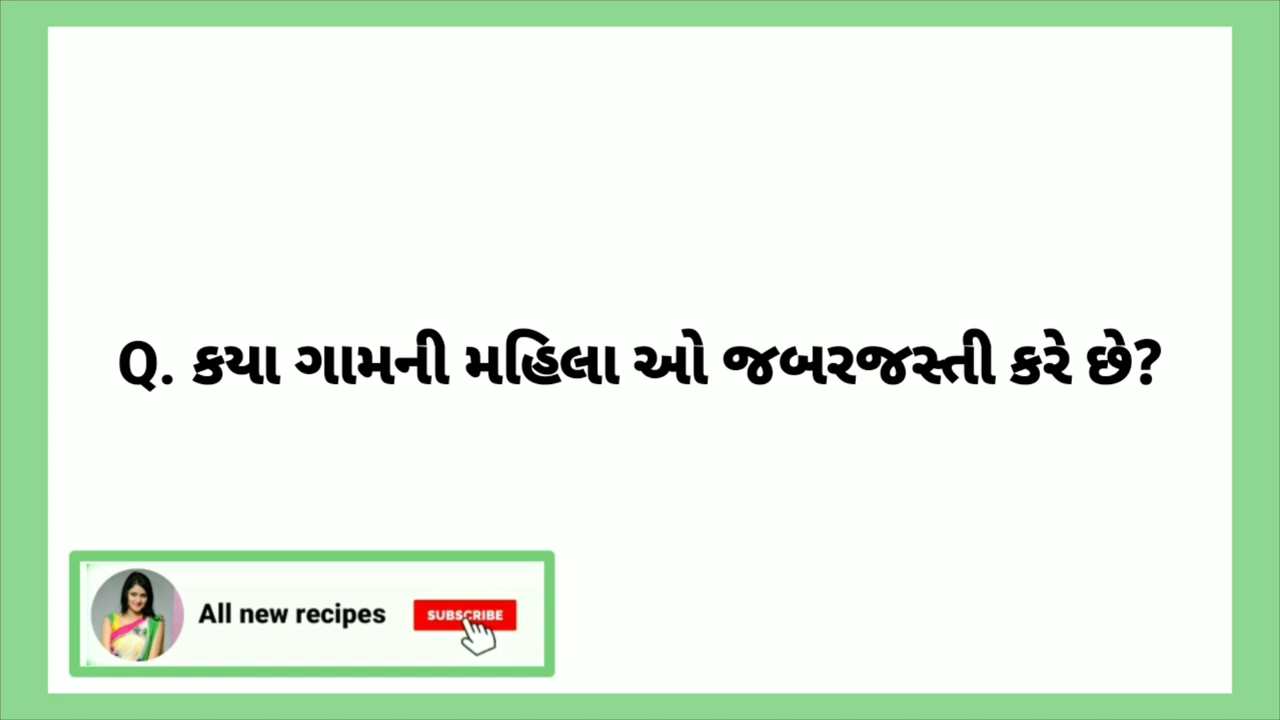 Q. કયા ગામની મહિલા ઓ જબરજસ્તી કરે છે?
All new recipes
SUBSCRIBE